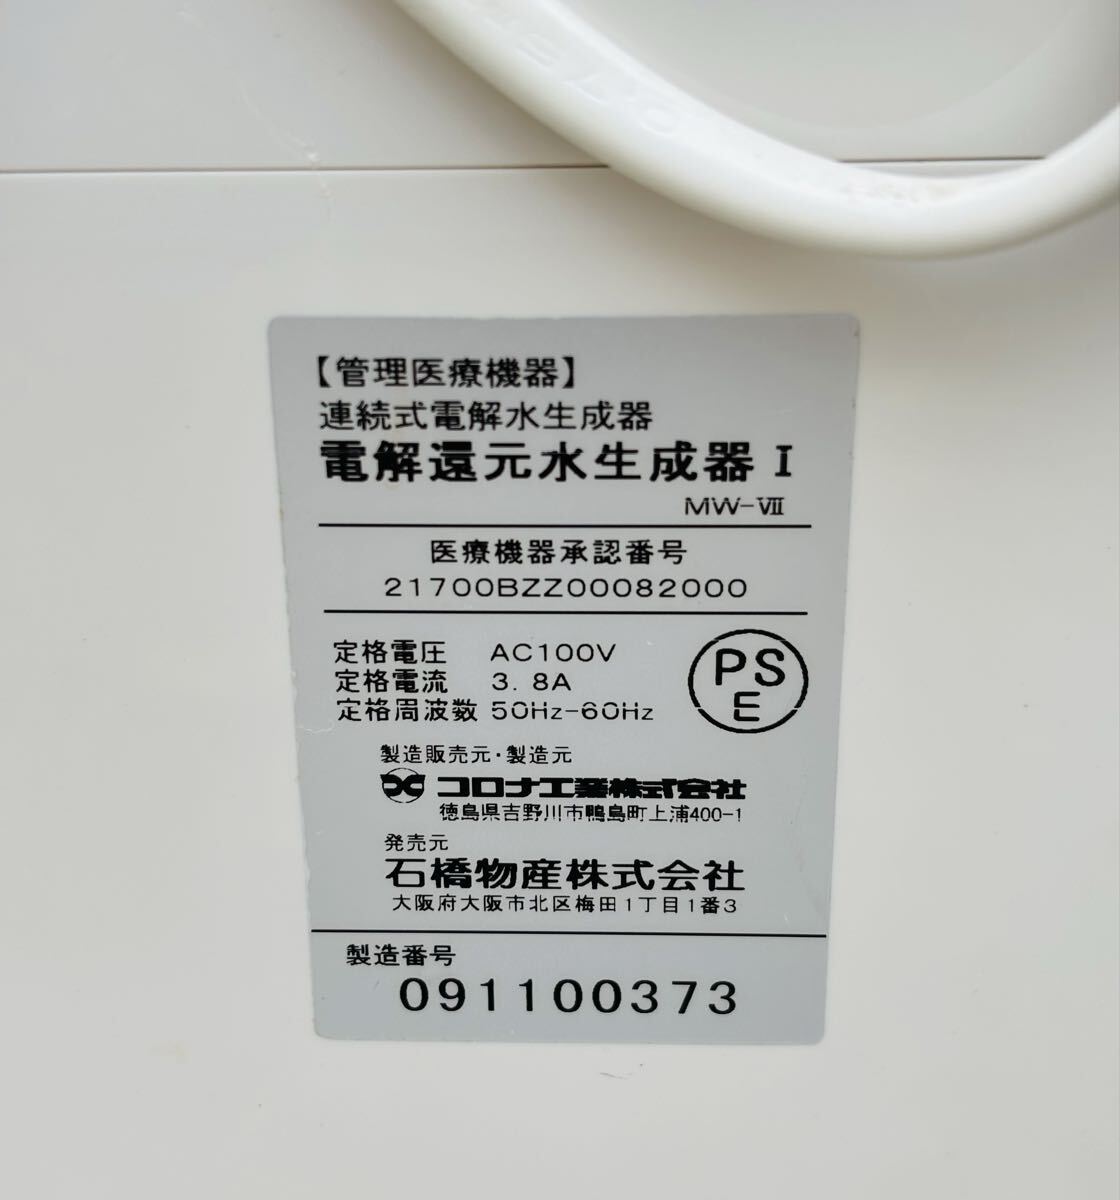 【管理医療機器】
連続式電解水生成器
電解還元水生成器 I
MW-Ⅶ
医療機器承認番号
21700BZZ00082000
定格電圧 AC100V
定格電流 3.8A
定格周波数 50Hz-60Hz
PS
E
製造販売元・製造元
コロナ工業株式会社
徳島県吉野川市鴨島町上浦400-1
発売元
石橋物産株式会社
大阪府大阪市北区梅田1丁目1番3
製造番号
091100373